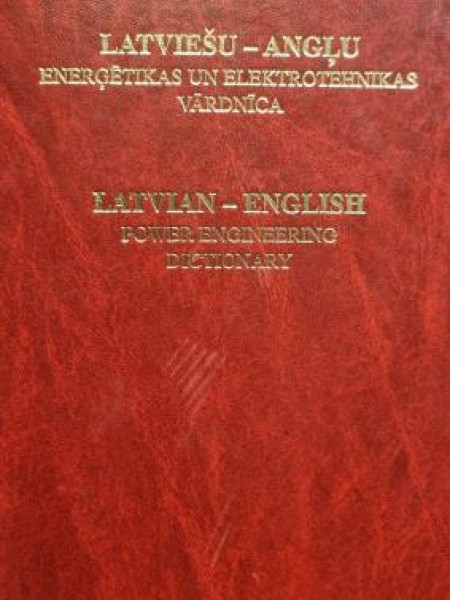 LATVIEŠU – ANGĻU
ENERĢĒTIKAS UN ELEKTROTEHNIKAS
VĀRDNĪCA
LATVIAN – ENGLISH
POWER ENGINEERING
DICTIONARY